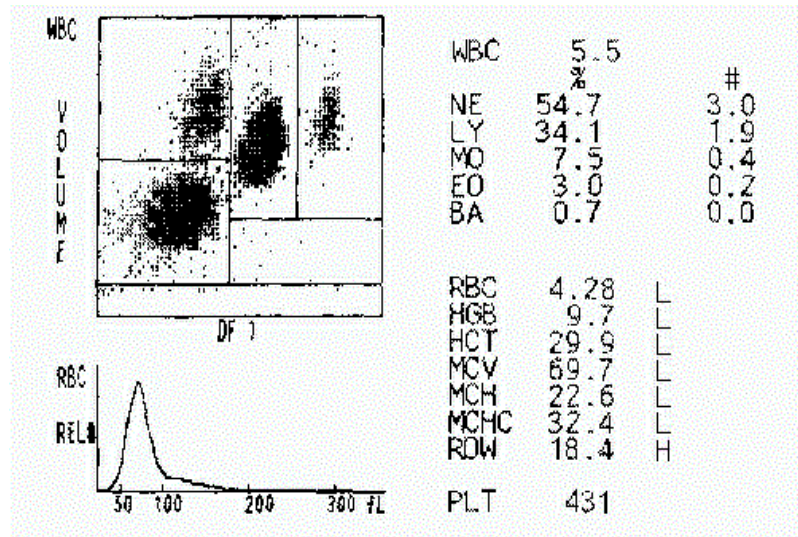 WBC
VOLUME
DF 1
RBC
REL#
50 100 200 300 fL
WBC 5.5
% #
NE 54.7 3.0
LY 34.1 1.9
MO 7.5 0.4
EO 3.0 0.2
BA 0.7 0.0
RBC 4.28 L
HGB 9.7 L
HCT 29.9 L
MCV 69.7 L
MCH 22.6 L
MCHC 32.4 L
RDW 18.4 H
PLT 431